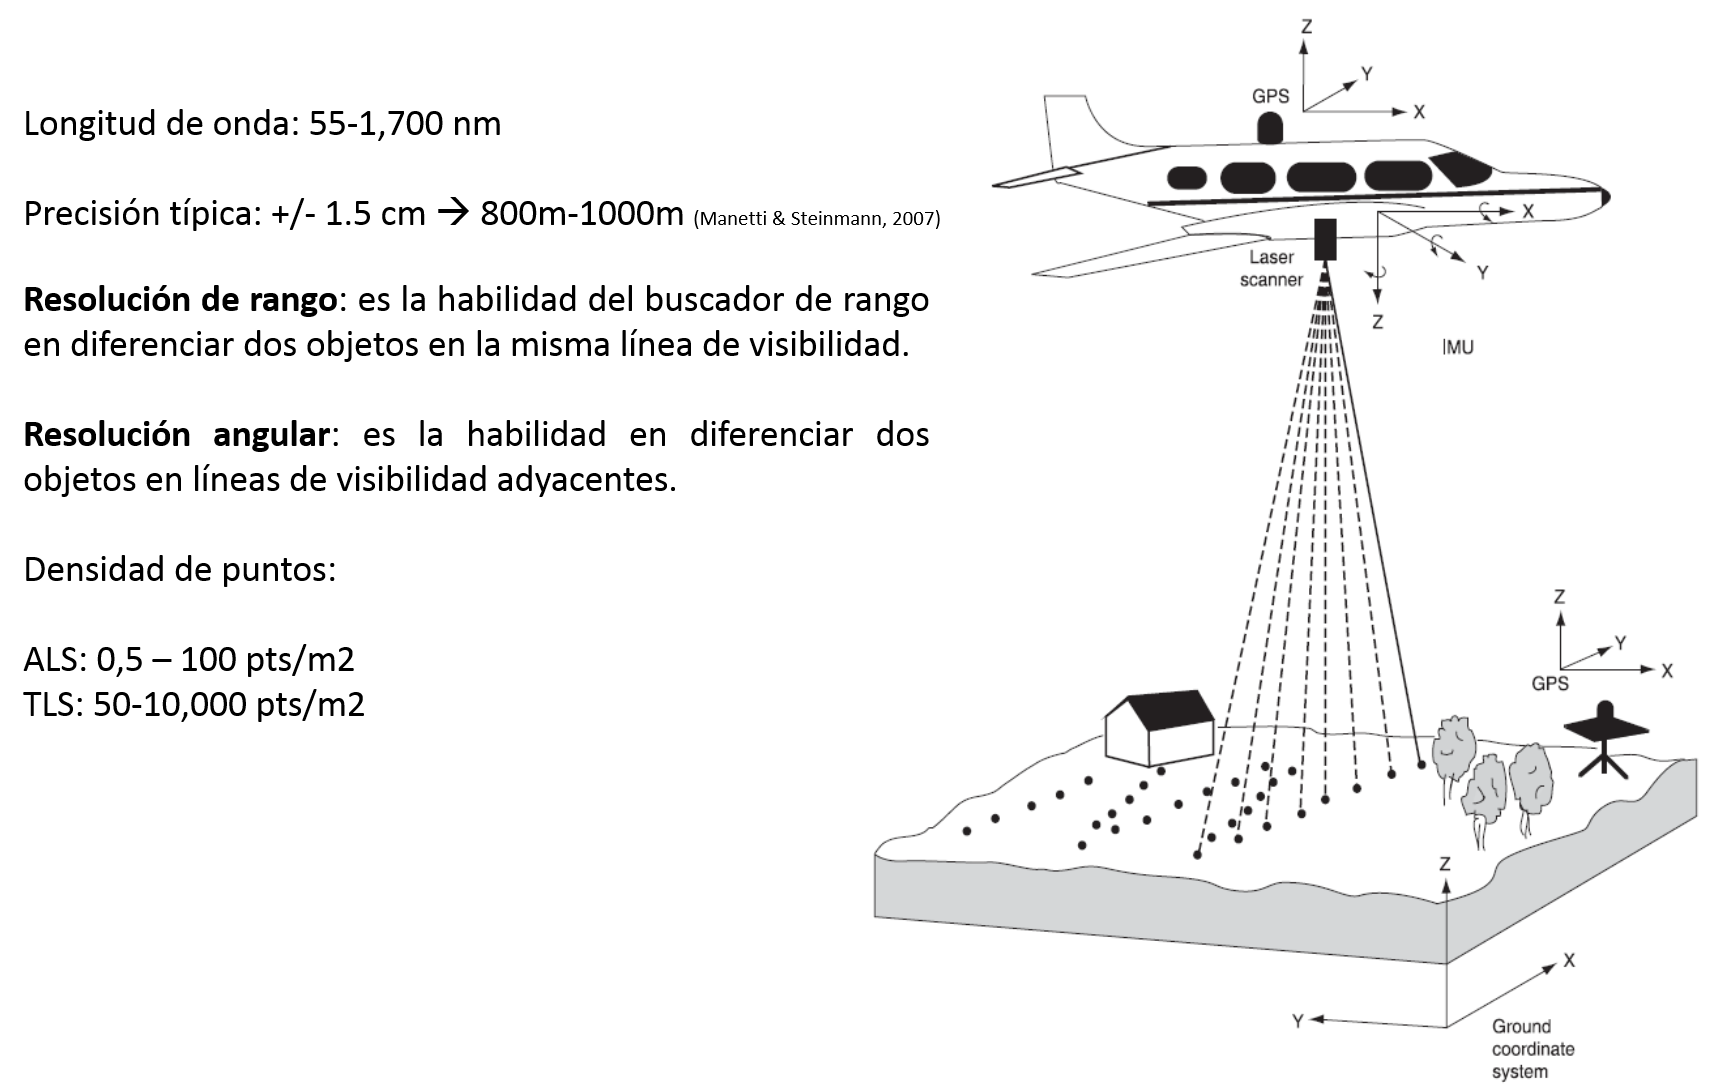 Longitud de onda: 55-1,700 nm
Precisión típica: +/- 1.5 cm → 800m-1000m (Manetti & Steinmann, 2007)
Resolución de rango: es la habilidad del buscador de rango
en diferenciar dos objetos en la misma línea de visibilidad.
Resolución angular: es la habilidad en diferenciar dos
objetos en líneas de visibilidad adyacentes.
Densidad de puntos:
ALS: 0,5 – 100 pts/m2
TLS: 50-10,000 pts/m2
Z
Y
GPS
X
X
Laser
scanner
Y
Z
IMU
Z
Y
X
GPS
Z
X
Y
Ground
coordinate
system